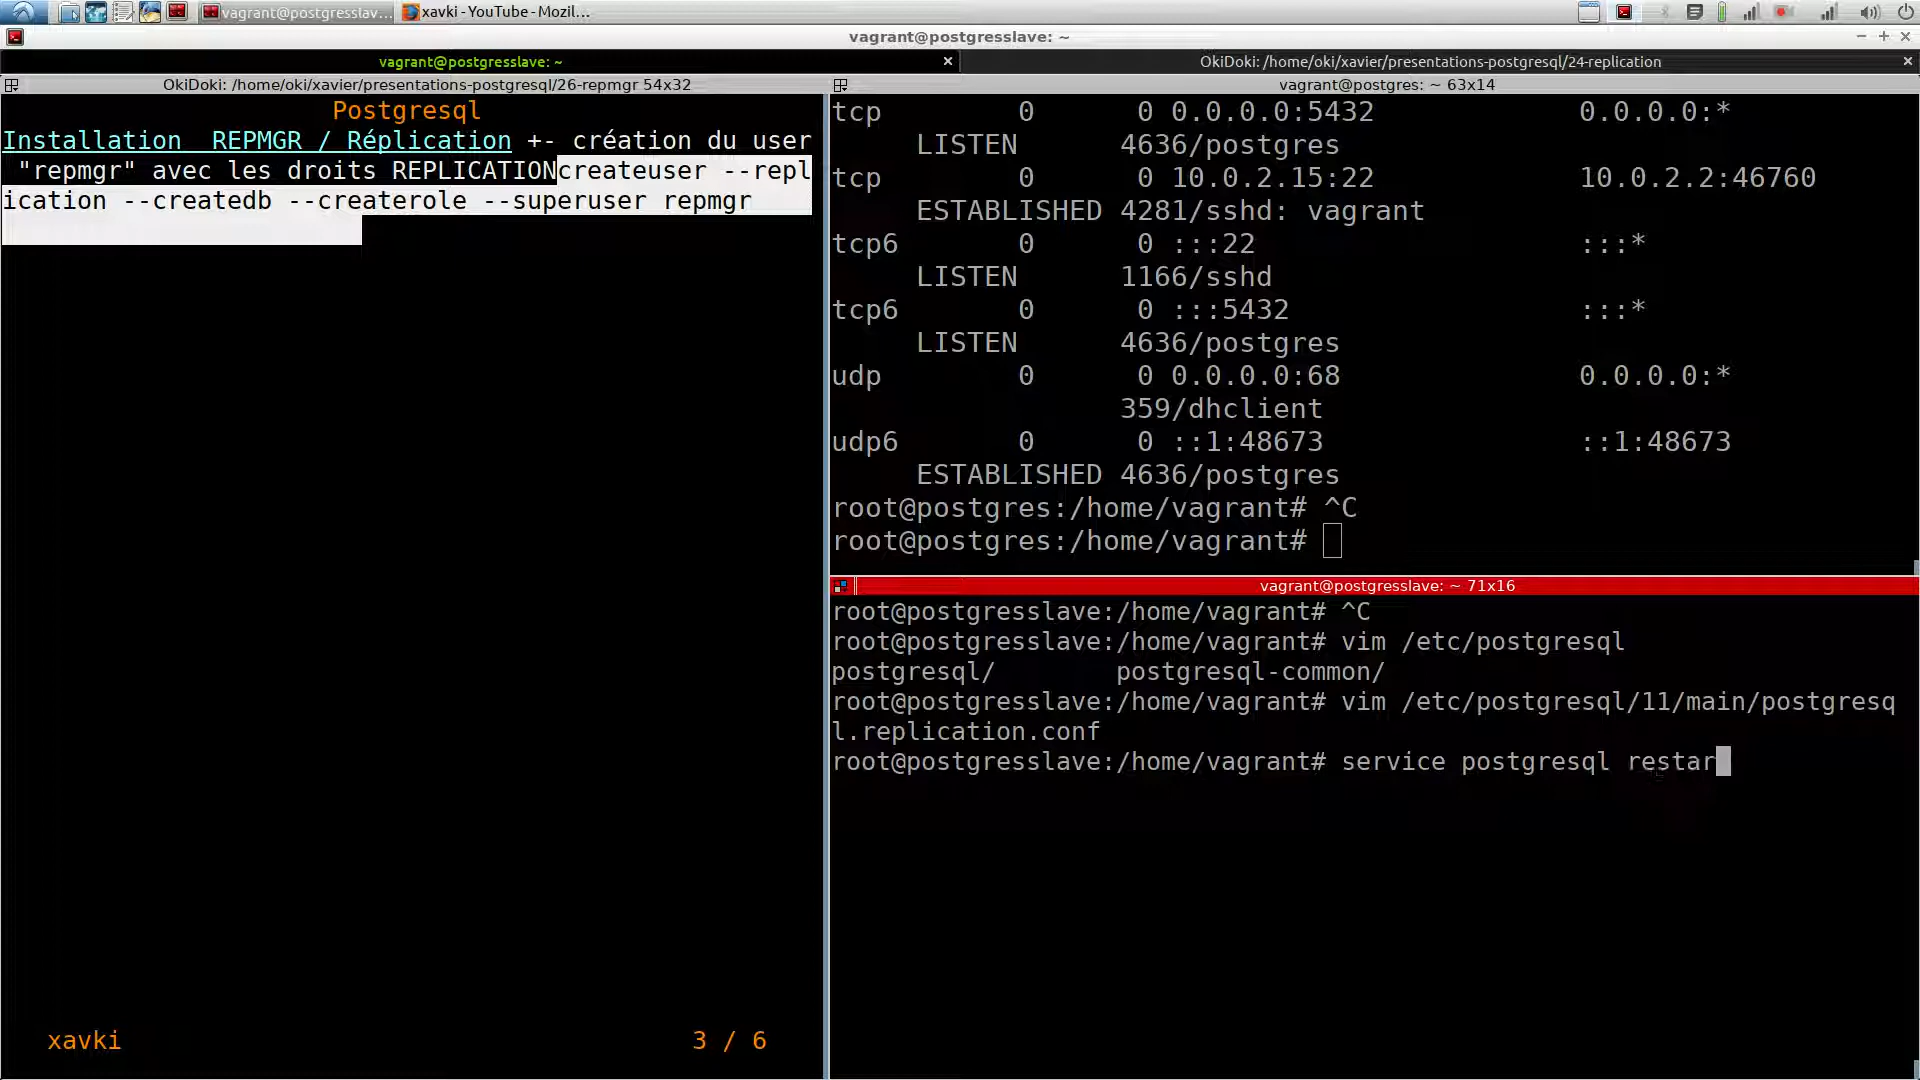 vagrant@postgresslav...
xavki - YouTube - Mozil...
vagrant@postgresslave: ~
vagrant@postgresslave: ~
OkiDoki: /home/oki/xavier/presentations-postgresql/24-replication
OkiDoki: /home/oki/xavier/presentations-postgresql/26-repmgr 54x32
Postgresql
Installation  REPMGR / Réplication +- création du user
 "repmgr" avec les droits REPLICATIONcreateuser --repl
ication --createdb --createrole --superuser repmgr
xavki
3 / 6
vagrant@postgres: ~ 63x14
tcp        0      0 0.0.0.0:5432            0.0.0.0:*
     LISTEN      4636/postgres
tcp        0      0 10.0.2.15:22            10.0.2.2:46760
     ESTABLISHED 4281/sshd: vagrant
tcp6       0      0 :::22                   :::*
     LISTEN      1166/sshd
tcp6       0      0 :::5432                 :::*
     LISTEN      4636/postgres
udp        0      0 0.0.0.0:68              0.0.0.0:*
                 359/dhclient
udp6       0      0 ::1:48673               ::1:48673
     ESTABLISHED 4636/postgres
root@postgres:/home/vagrant# ^C
root@postgres:/home/vagrant#
vagrant@postgresslave: ~ 71x16
root@postgresslave:/home/vagrant# ^C
root@postgresslave:/home/vagrant# vim /etc/postgresql
postgresql/        postgresql-common/
root@postgresslave:/home/vagrant# vim /etc/postgresql/11/main/postgresq
l.replication.conf
root@postgresslave:/home/vagrant# service postgresql restar